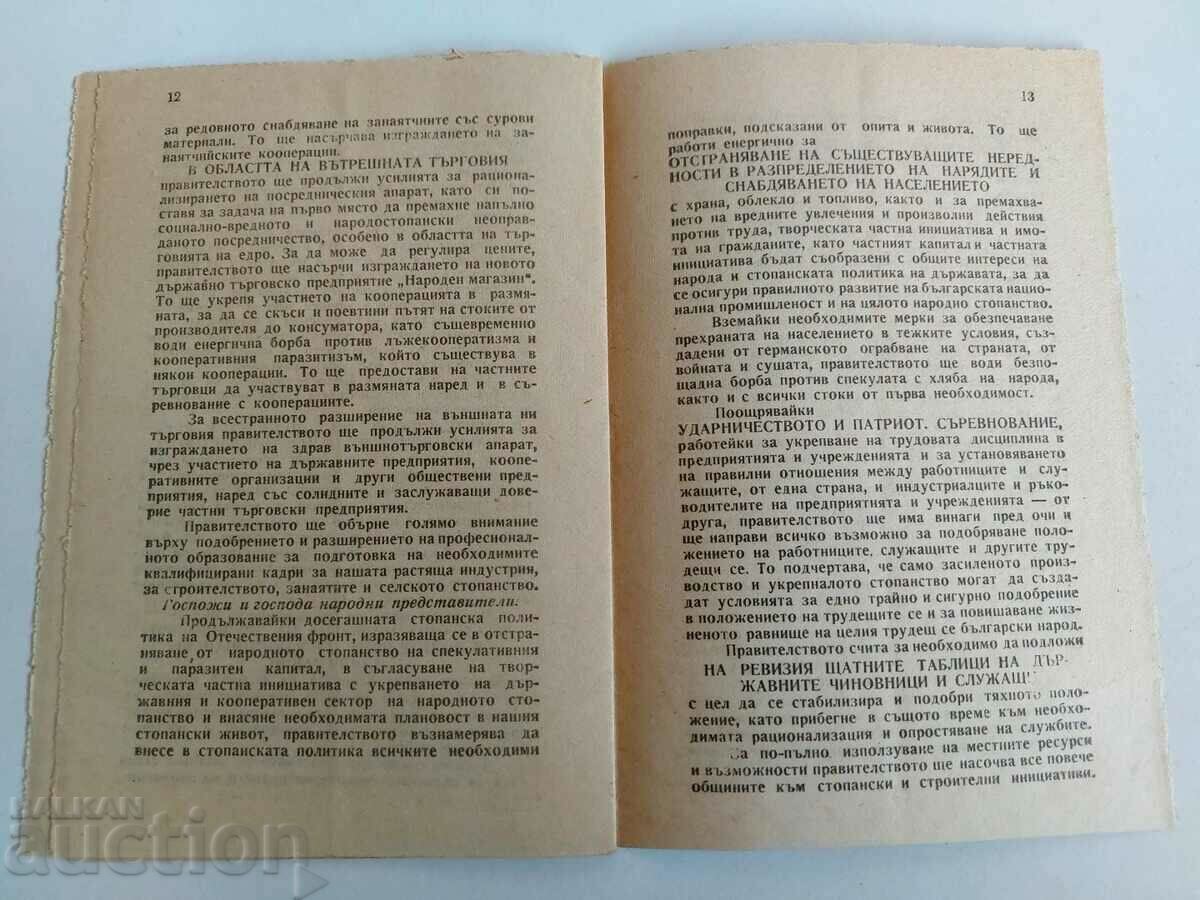 12
за редовното снабдяване на занаятчиите със сурови
материали. То ще насърчава изграждането на за-
наятчийските кооперации.
В ОБЛАСТТА НА ВЪТРЕШНАТА ТЪРГОВИЯ
правителството ще продължи усилията за рациона-
лизирането на посредническия апарат, като си по-
ставя за задача на първо място да премахне напълно
социално-вредното и народостопански неоправ-
даното посредничество, особено в областта на тър-
говията на едро. За да може да регулира цените,
правителството ще насърчи изграждането на новото
държавно търговско предприятие „Народен магазин“.
То ще укрепя участието на кооперацията в размя-
ната, за да се скъси и поевтини пътят на стоките от
производителя до консуматора, като същевременно
води енергична борба против лъжекооператизма и
кооперативния паразитизъм, който съществува в
някои кооперации. То ще предостави на частните
търговци да участвуват в размяната наред и в съ-
ревнование с кооперациите.
За всестранното разширение на външната ни
търговия правителството ще продължи усилията за
изграждането на здрав външнотърговски апарат,
чрез участието на държавните предприятия, коопе-
ративните организации и други обществени пред-
приятия, наред със солидните и заслужаващи дове-
рие частни търговски предприятия.
Правителството ще обърне голямо внимание
върху подобрението и разширението на професионал-
ното образование за подготовка на необходимите
квалифицирани кадри за нашата растяща индустрия,
за строителството, занаятите и селското стопанство.
Госпожи и господа народни представители.
Продължавайки досегашната стопанска поли-
тика на Отечествения фронт, изразяваща се в отстра-
няване от народното стопанство на спекулативния
и паразитен капитал, в съгласуване на твор-
ческата частна инициатива с укрепването на дър-
жавния и кооперативен сектор на народното сто-
панство и внасяне необходимата плановост в нашия
стопански живот, правителството възнамерява да
внесе в стопанската политика всичките необходими
13
поправки, подсказани от опита и живота. То ще
работи енергично за
ОТСТРАНЯВАНЕ НА СЪЩЕСТВУВАЩИТЕ НЕРЕД-
НОСТИ В РАЗПРЕДЕЛЕНИЕТО НА НАРЯДИТЕ И
СНАБДЯВАНЕТО НА НАСЕЛЕНИЕТО
с храна, облекло и топливо, както и за премахва-
нето на вредните увлечения и произволни действия
против труда, творческата частна инициатива и имо-
та на гражданите, като частният капитал и частната
инициатива бъдат съобразени с общите интереси на
народа и стопанската политика на държавата, за да
се осигури правилното развитие на българската нацио-
нална промишленост и на цялото народно стопанство.
Вземайки необходимите мерки за обезпечаване
прехраната на населението в тежките условия, съз-
дадени от германското ограбване на страната, от
войната и сушата, правителството ще води безпо-
щадна борба против спекулата с хляба на народа,
както и с всички стоки от първа необходимост.
Поощрявайки
УДАРНИЧЕСТВОТО И ПАТРИОТ. СЪРЕВНОВАНИЕ,
работейки за укрепване на трудовата дисциплина в
предприятията и учрежденията и за установяването
на правилни отношения между работниците и слу-
жащите, от една страна, и индустриалците и ръко-
водителите на предприятията и учрежденията — от
друга, правителството ще има винаги пред очи и
ще направи всичко възможно за подобряване поло-
жението на работниците, служащите и другите тру-
дещи се. То подчертава, че само засиленото произ-
водство и укрепналото стопанство могат да създа-
дат условията за едно трайно и сигурно подобрение
в положението на трудещите се и за повишаване жиз-
неното равнище на целия трудещ се български народ.
Правителството счита за необходимо да подложи
НА РЕВИЗИЯ ЩАТНИТЕ ТАБЛИЦИ НА ДЪР-
ЖАВНИТЕ ЧИНОВНИЦИ И СЛУЖАЩ
с цел да се стабилизира и подобри тяхното поло-
жение, като прибегне в същото време към необхо-
димата рационализация и опростяване на службите.
За по-пълно използуване на местните ресурси
и възможности правителството ще насочва все повече
общините към стопански и строителни инициативи.
BALKAN
auction